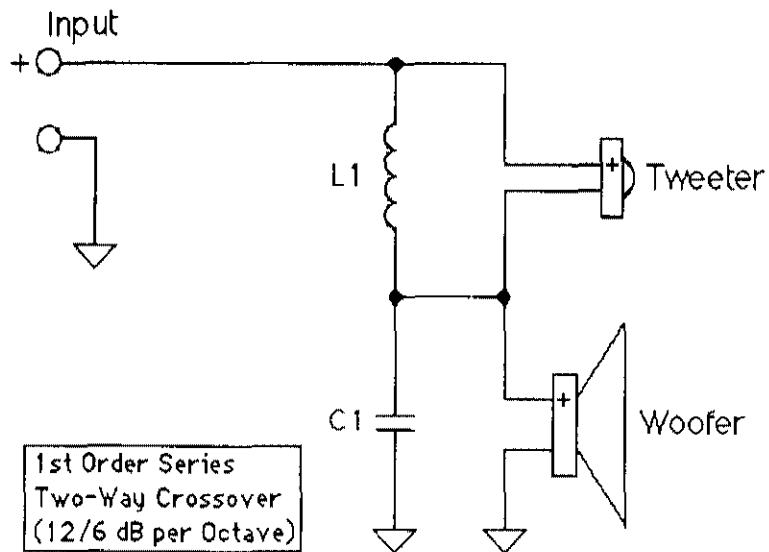 Input
+
L1
+
Tweeter
C1
+
Woofer
1st Order Series
Two-Way Crossover
(12/6 dB per Octave)